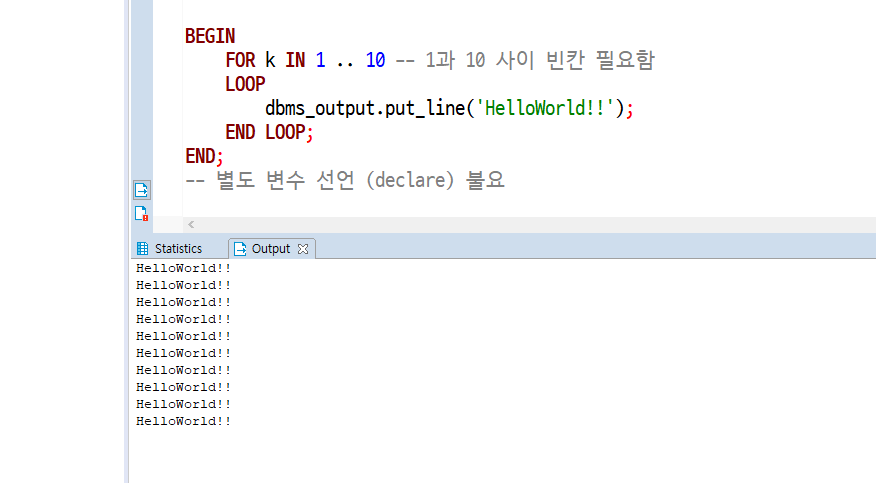 BEGIN
    FOR k IN 1 .. 10 -- 1과 10 사이 빈칸 필요함
    LOOP
        dbms_output.put_line('HelloWorld!!');
    END LOOP;
END;
-- 별도 변수 선언 (declare) 불요
Statistics Output
HelloWorld!!
HelloWorld!!
HelloWorld!!
HelloWorld!!
HelloWorld!!
HelloWorld!!
HelloWorld!!
HelloWorld!!
HelloWorld!!
HelloWorld!!